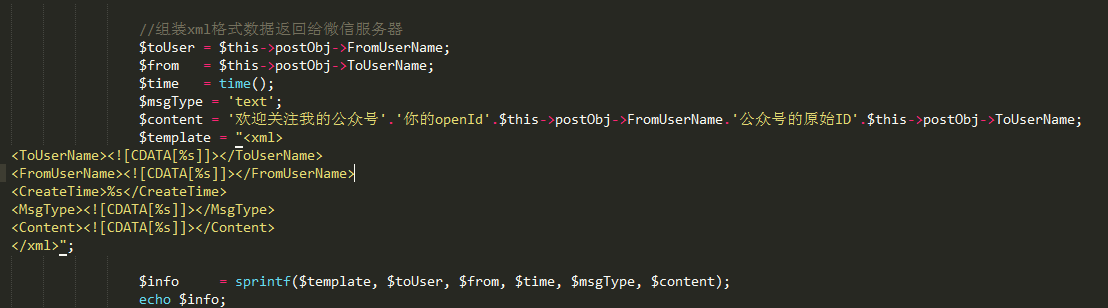 //组装xml格式数据返回给微信服务器
$toUser = $this->postObj->FromUserName;
$from   = $this->postObj->ToUserName;
$time   = time();
$msgType = 'text';
$content = '欢迎关注我的公众号'.'你的openId'.$this->postObj->FromUserName.'公众号的原始ID'.$this->postObj->ToUserName;
$template = "<xml>
<ToUserName><![CDATA[%s]]></ToUserName>
<FromUserName><![CDATA[%s]]></FromUserName>
<CreateTime>%s</CreateTime>
<MsgType><![CDATA[%s]]></MsgType>
<Content><![CDATA[%s]]></Content>
</xml>";
$info     = sprintf($template, $toUser, $from, $time, $msgType, $content);
echo $info;